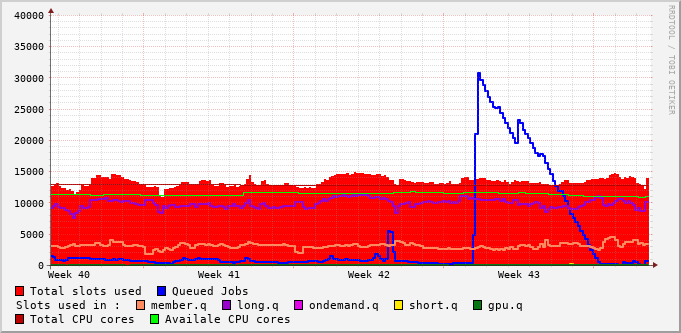 40000
35000
30000
25000
20000
15000
10000
5000
0
Week 40 Week 41 Week 42 Week 43
RRDTOOL / TOBI OETIKER
Total slots used Queued Jobs
Slots used in : member.q long.q ondemand.q short.q gpu.q
Total CPU cores Availale CPU cores